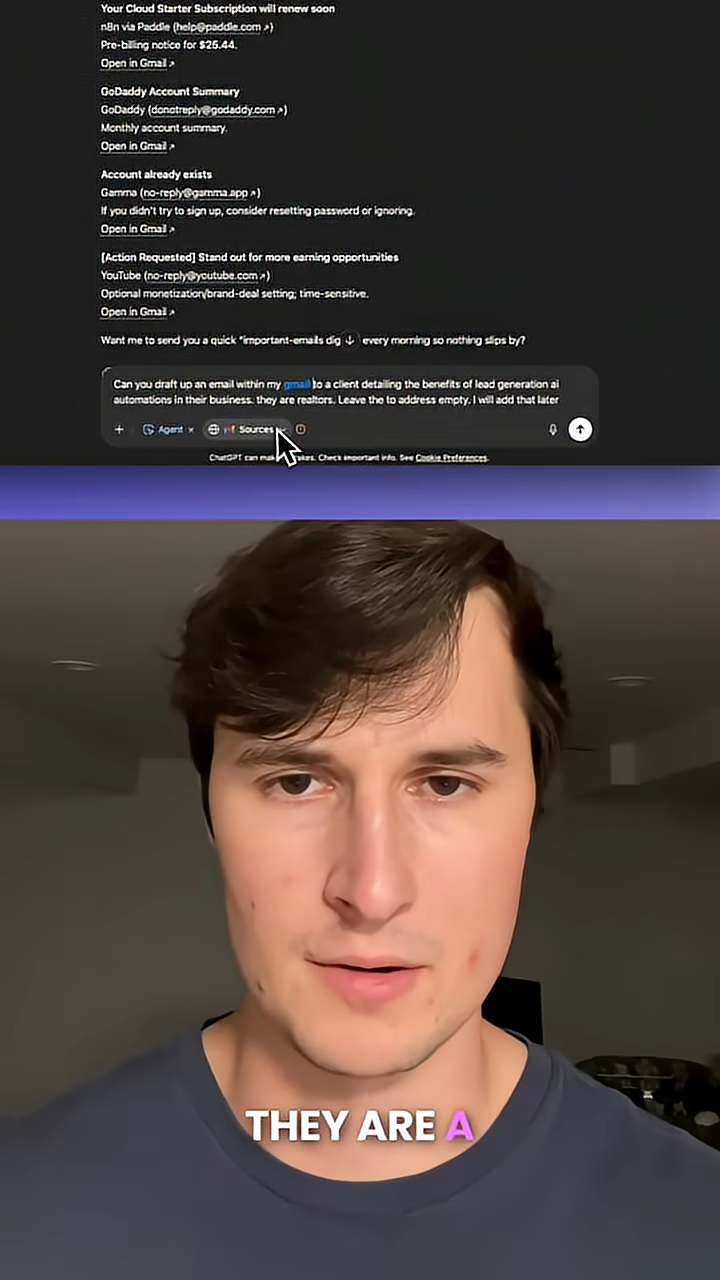 Your Cloud Starter Subscription will renew soon
n8n via Paddle (help@paddle.com ↗)
Pre-billing notice for $25.44.
Open in Gmail ↗
GoDaddy Account Summary
GoDaddy (donotreply@godaddy.com ↗)
Monthly account summary.
Open in Gmail ↗
Account already exists
Gamma (no-reply@gamma.app ↗)
If you didn't try to sign up, consider resetting password or ignoring.
Open in Gmail ↗
[Action Requested] Stand out for more earning opportunities
YouTube (no-reply@youtube.com ↗)
Optional monetization/brand-deal setting; time-sensitive.
Open in Gmail ↗
Want me to send you a quick "important-emails dig every morning so nothing slips by?
Can you draft up an email within my gmail to a client detailing the benefits of lead generation ai
automations in their business. they are realtors. Leave the to address empty. I will add that later
Agent × Sources
ChatGPT can make mistakes. Check important info. See Cookie Preferences.
THEY ARE A